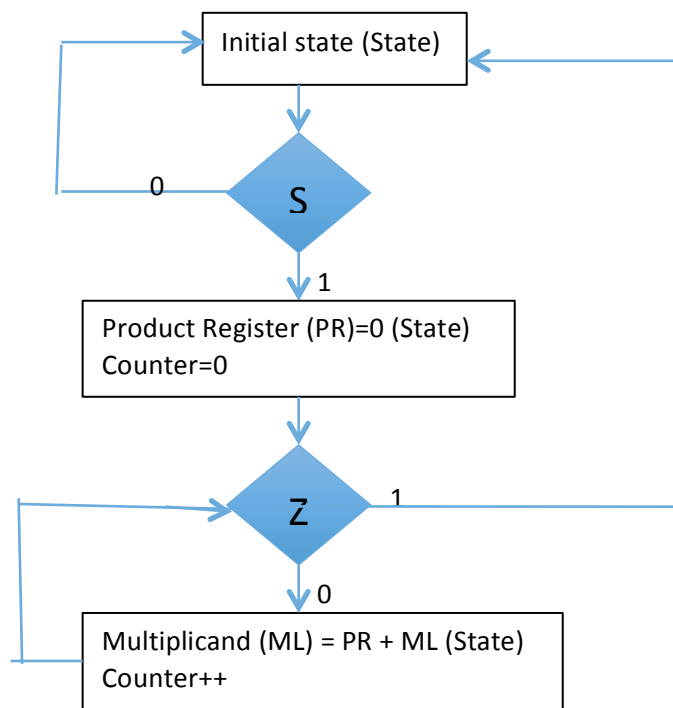 Initial state (State)
0
S
1
Product Register (PR)=0 (State)
Counter=0
Z
1
0
Multiplicand (ML) = PR + ML (State)
Counter++